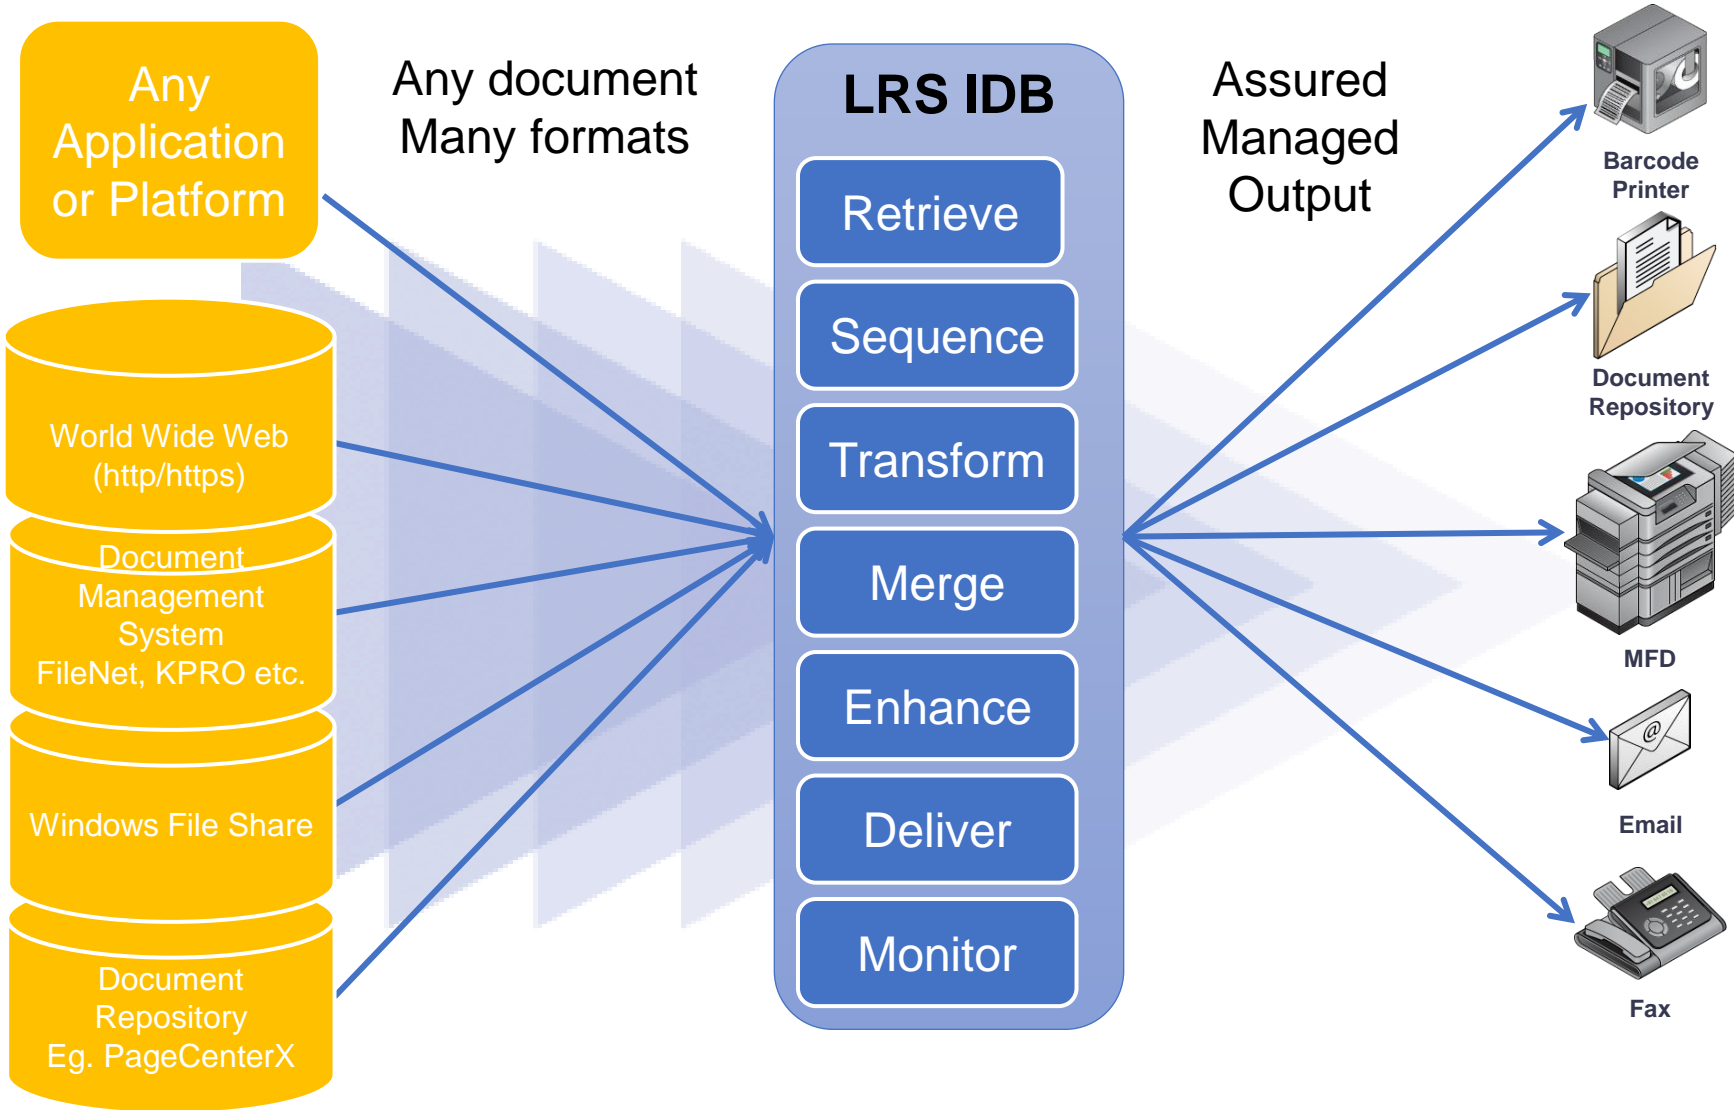 Any
Application
or Platform
World Wide Web
(http/https)
Document
Management
System
FileNet, KPRO etc.
Windows File Share
Document
Repository
Eg. PageCenterX
Any document
Many formats
LRS IDB
Retrieve
Sequence
Transform
Merge
Enhance
Deliver
Monitor
Assured
Managed
Output
Barcode
Printer
Document
Repository
MFD
@
Email
Fax